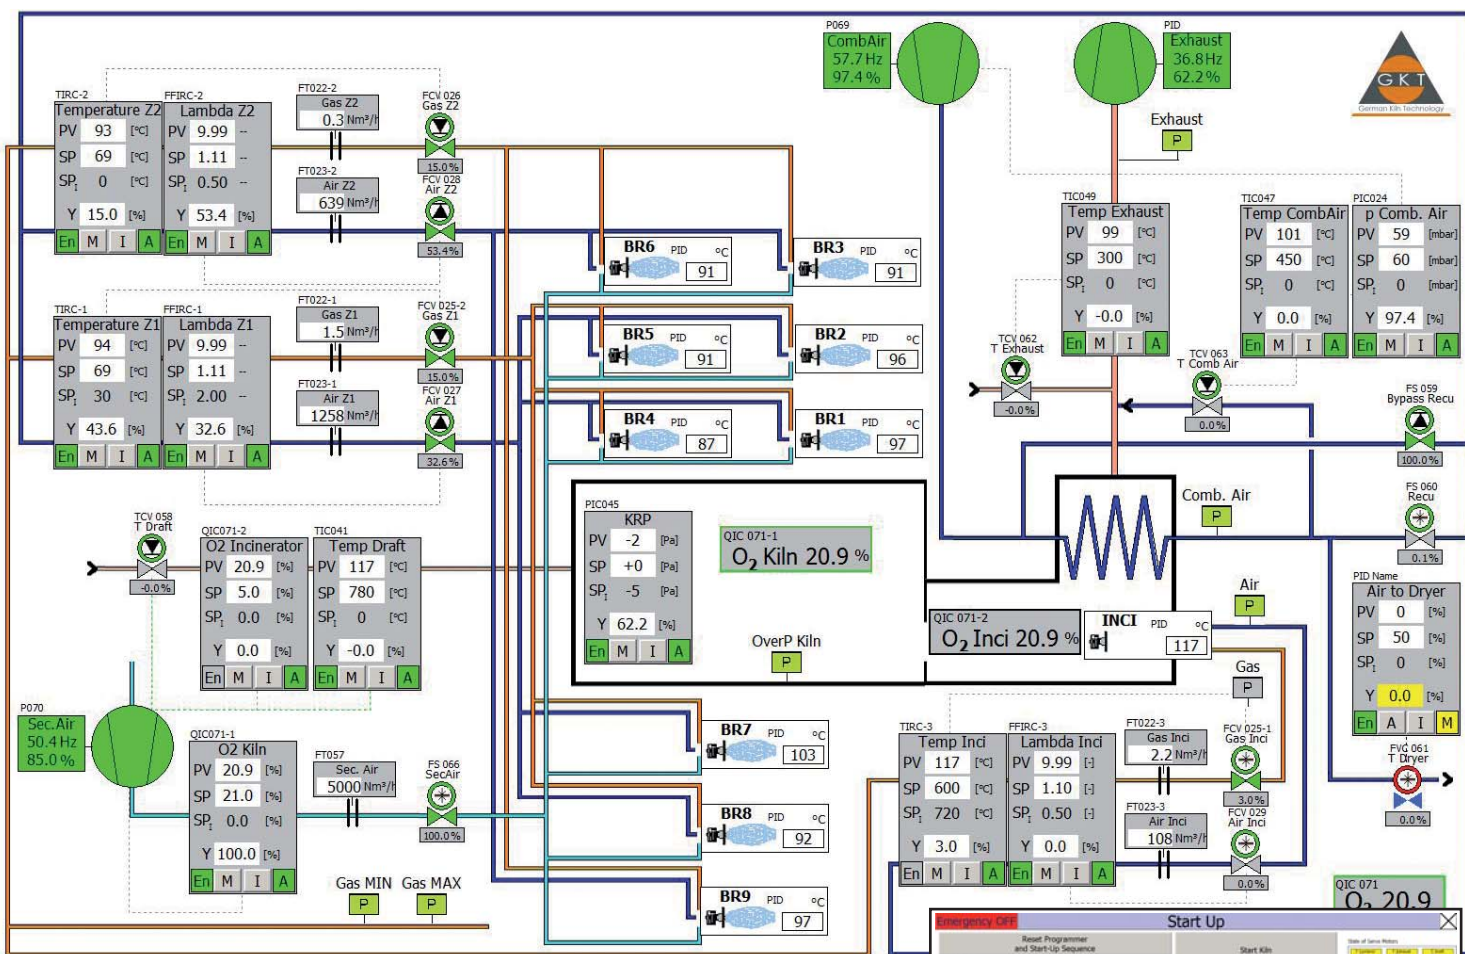 P069
CombAir
57.7 Hz
97.4 %
PID
Exhaust
36.8 Hz
62.2 %
GKT
German Kiln Technology
Exhaust
P
TIRC-2
Temperature Z2
PV 93 [°C]
SP 69 [°C]
SPI 0 [°C]
Y 15.0 [%]
En M I A
FFIRC-2
Lambda Z2
PV 9.99 --
SP 1.11 --
SPI 0.50 --
Y 53.4 [%]
En M I A
FT022-2
Gas Z2
0.3 Nm³/h
FCV 026
Gas Z2
15.0 %
FT023-2
Air Z2
639 Nm³/h
FCV 028
Air Z2
53.4 %
TIRC-1
Temperature Z1
PV 94 [°C]
SP 69 [°C]
SPI 30 [°C]
Y 43.6 [%]
En M I A
FFIRC-1
Lambda Z1
PV 9.99 --
SP 1.11 --
SPI 2.00 --
Y 32.6 [%]
En M I A
FT022-1
Gas Z1
1.5 Nm³/h
FCV 025-2
Gas Z1
15.0 %
FT023-1
Air Z1
1258 Nm³/h
FCV 027
Air Z1
32.6 %
BR6 PID °C
91
BR3 PID °C
91
BR5 PID °C
91
BR2 PID °C
96
BR4 PID °C
87
BR1 PID °C
97
TIC049
Temp Exhaust
PV 99 [°C]
SP 300 [°C]
SPI 0 [°C]
Y -0.0 [%]
En M I A
TIC047
Temp CombAir
PV 101 [°C]
SP 450 [°C]
SPI 0 [°C]
Y 0.0 [%]
En M I A
PIC024
p Comb. Air
PV 59 [mbar]
SP 60 [mbar]
SPI 0 [mbar]
Y 97.4 [%]
En M I A
TCV 062
T Exhaust
-0.0 %
TCV 063
T Comb Air
0.0 %
FS 059
Bypass Recu
100.0 %
Comb. Air
P
FS 060
Recu
0.1 %
TCV 058
T Draft
-0.0 %
QIC071-2
O2 Incinerator
PV 20.9 [%]
SP 5.0 [%]
SPI 0.0 [%]
Y 0.0 [%]
En M I A
TIC041
Temp Draft
PV 117 [°C]
SP 780 [°C]
SPI 0 [°C]
Y -0.0 [%]
En M I A
PIC045
KRP
PV -2 [Pa]
SP +0 [Pa]
SPI -5 [Pa]
Y 62.2 [%]
En M I A
QIC 071-1
O2 Kiln 20.9 %
OverP Kiln
P
QIC 071-2
O2 Inci 20.9 %
INCI PID °C
117
Air
P
Gas
P
PID Name
Air to Dryer
PV 0 [%]
SP 50 [%]
SPI 0 [%]
Y 0.0 [%]
En A I M
T Dryer
0.0 %
P070
Sec.Air
50.4 Hz
85.0 %
QIC071-1
O2 Kiln
PV 20.9 [%]
SP 21.0 [%]
SPI 0.0 [%]
Y 100.0 [%]
En M I A
FT057
Sec. Air
5000 Nm³/h
FS 066
SecAir
100.0 %
BR7 PID °C
103
BR8 PID °C
92
BR9 PID °C
97
Gas MIN
P
Gas MAX
P
TIRC-3
Temp Inci
PV 117 [°C]
SP 600 [°C]
SPI 720 [°C]
Y 3.0 [%]
En M I A
FFIRC-3
Lambda Inci
PV 9.99 [-]
SP 1.10 [-]
SPI 0.50 [-]
Y 0.0 [%]
En M I A
FT022-3
Gas Inci
2.2 Nm³/h
FCV 025-1
Gas Inci
3.0 %
FT023-3
Air Inci
108 Nm³/h
FCV 029
Air Inci
0.0 %
QIC 071
O2 20.9
Emergency OFF
Start Up
Reset Programmer
and Start-Up Sequence
Start Kiln
State of Servo Motors